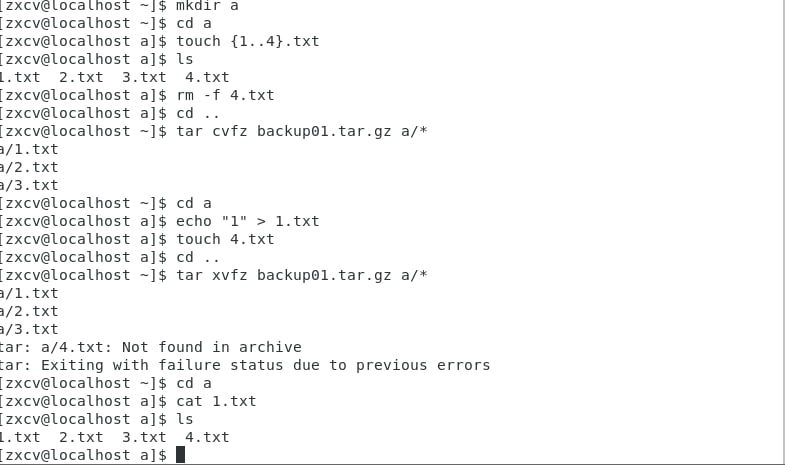 [zxcv@localhost ~]$ mkdir a
[zxcv@localhost ~]$ cd a
[zxcv@localhost a]$ touch {1..4}.txt
[zxcv@localhost a]$ ls
1.txt  2.txt  3.txt  4.txt
[zxcv@localhost a]$ rm -f 4.txt
[zxcv@localhost a]$ cd ..
[zxcv@localhost ~]$ tar cvfz backup01.tar.gz a/*
a/1.txt
a/2.txt
a/3.txt
[zxcv@localhost ~]$ cd a
[zxcv@localhost a]$ echo "1" > 1.txt
[zxcv@localhost a]$ touch 4.txt
[zxcv@localhost a]$ cd ..
[zxcv@localhost ~]$ tar xvfz backup01.tar.gz a/*
a/1.txt
a/2.txt
a/3.txt
tar: a/4.txt: Not found in archive
tar: Exiting with failure status due to previous errors
[zxcv@localhost ~]$ cd a
[zxcv@localhost a]$ cat 1.txt
[zxcv@localhost a]$ ls
1.txt  2.txt  3.txt  4.txt
[zxcv@localhost a]$